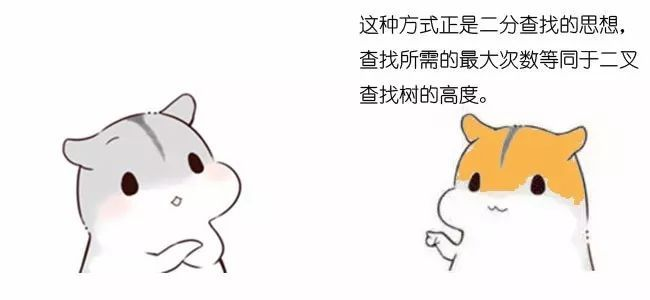 这种方式正是二分查找的思想，
查找所需的最大次数等同于二叉
查找树的高度。